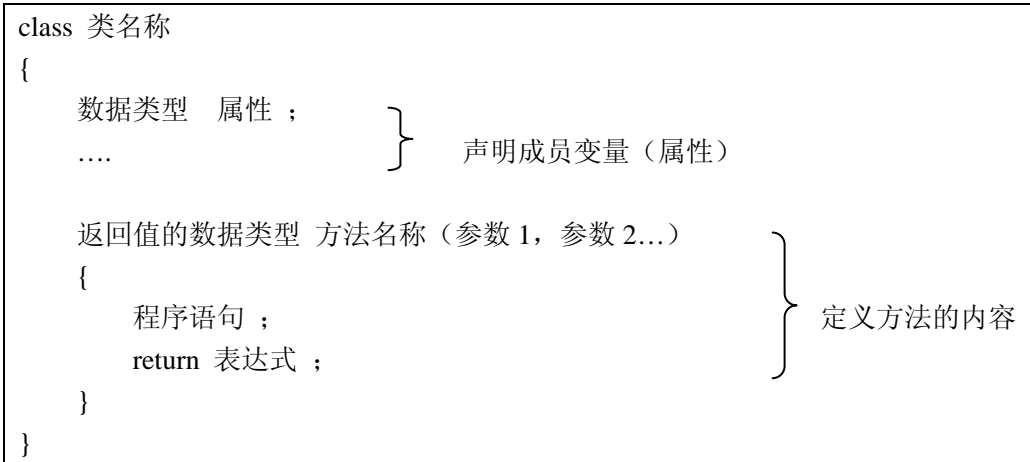 class 类名称
{
数据类型 属性 ；
…. 声明成员变量（属性）
返回值的数据类型 方法名称（参数 1，参数 2…）
{
程序语句 ； 定义方法的内容
return 表达式 ；
}
}